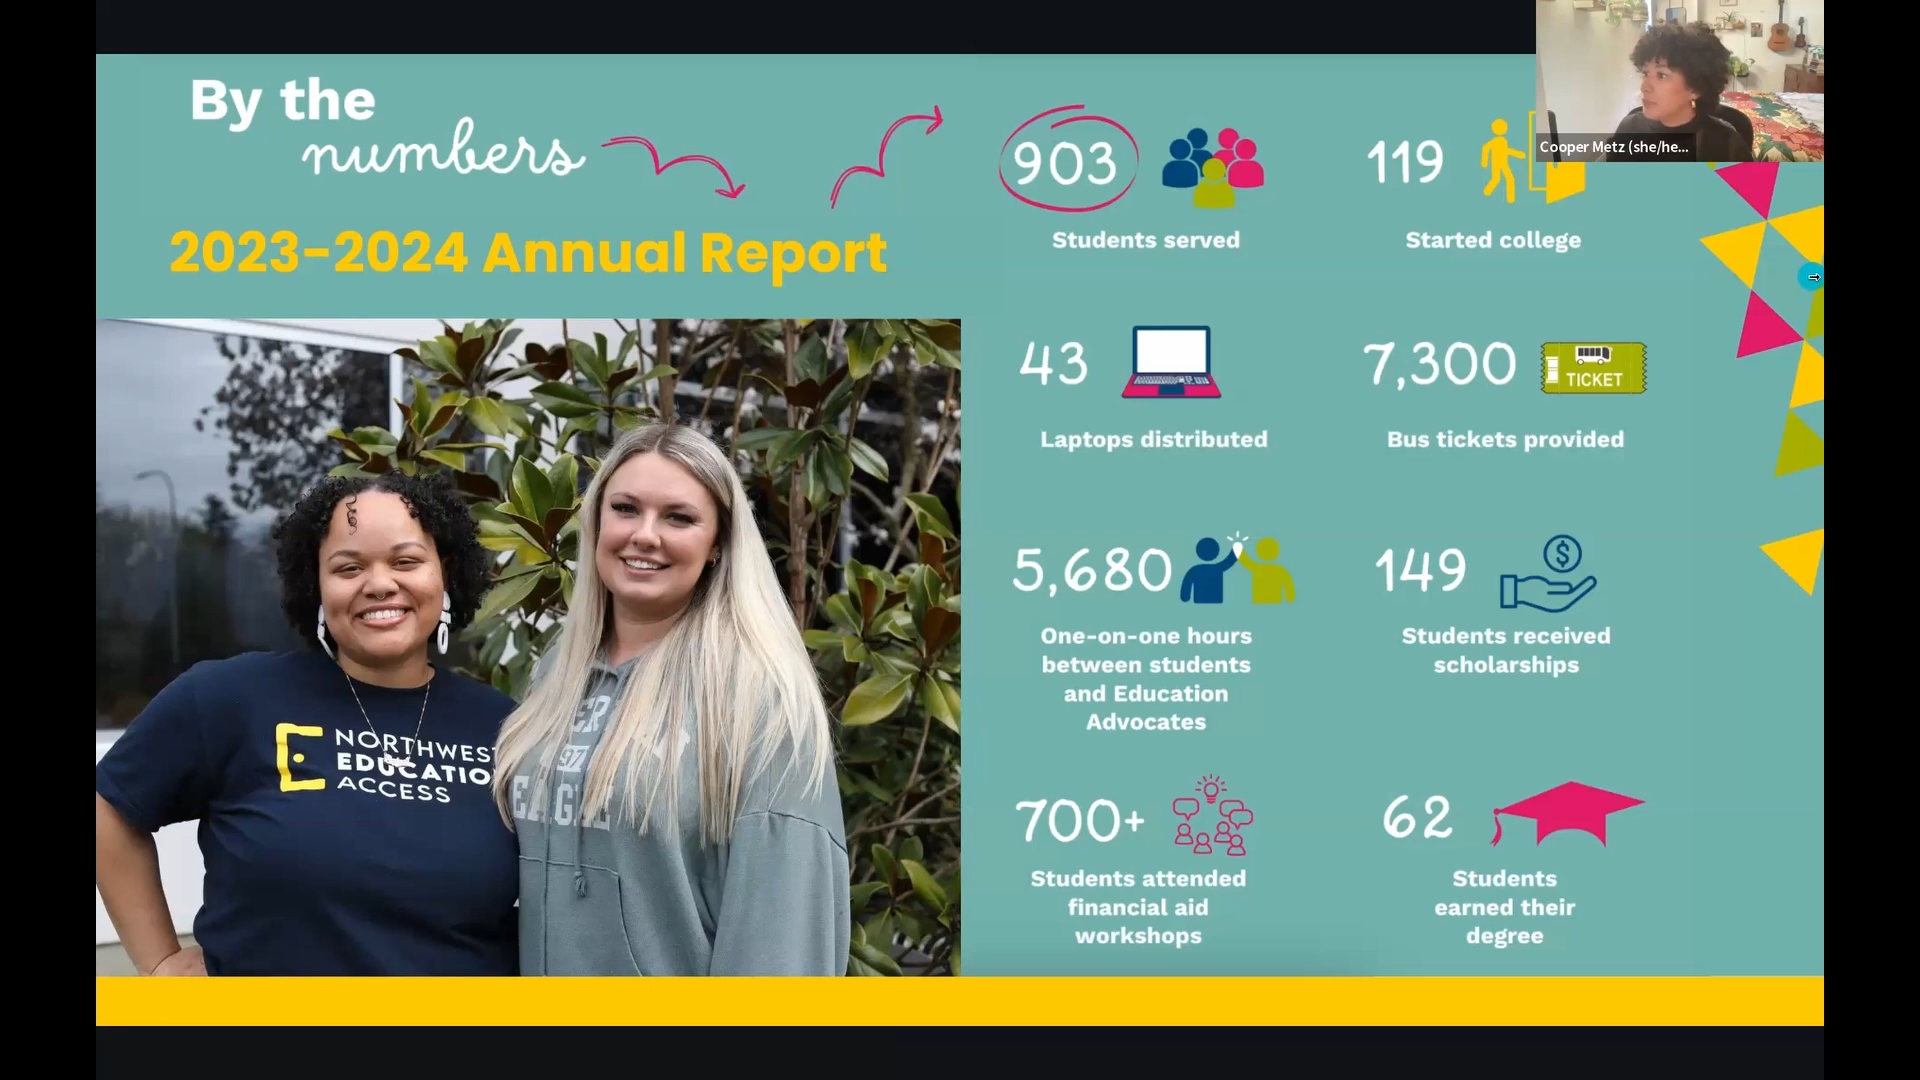 By the
numbers
2023-2024 Annual Report
903
Students served
119
Started college
43
Laptops distributed
7,300
TICKET
Bus tickets provided
5,680
One-on-one hours
between students
and Education
Advocates
149
Students received
scholarships
700+
Students attended
financial aid
workshops
62
Students
earned their
degree
Cooper Metz (she/he...
NORTHWEST
EDUCATIO
ACCESS
97
EAGLE